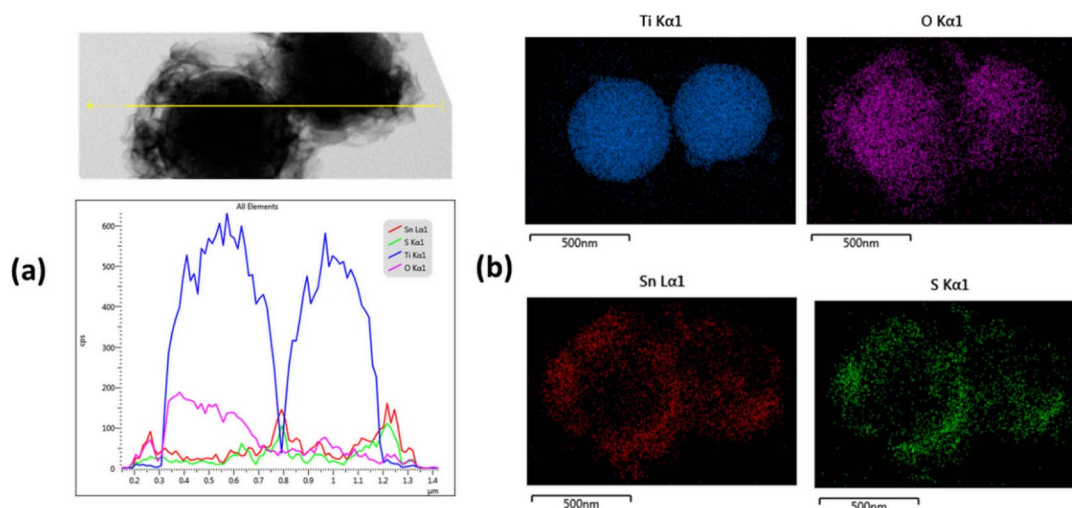 (a)
All Elements
Sn Lα1
S Kα1
Ti Kα1
O Kα1
cps
600
500
400
300
200
100
0
0.2 0.3 0.4 0.5 0.6 0.7 0.8 0.9 1 1.1 1.2 1.3 1.4
µm
(b)
Ti Kα1
O Kα1
500nm
500nm
Sn Lα1
S Kα1
500nm
500nm